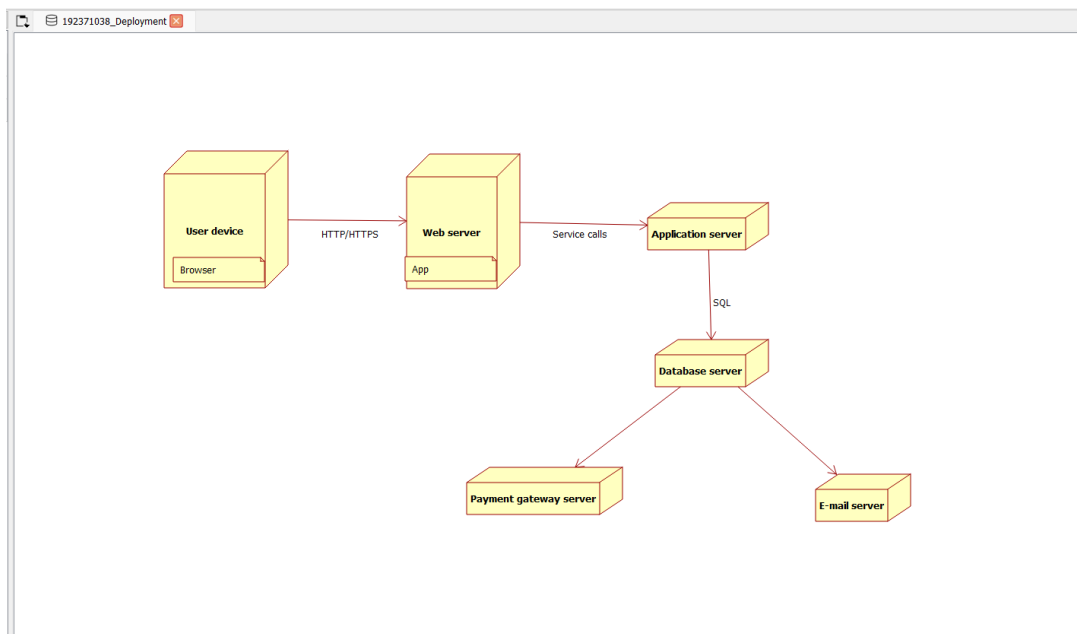 192371038_Deployment
User device
Browser
HTTP/HTTPS
Web server
App
Service calls
Application server
SQL
Database server
Payment gateway server
E-mail server